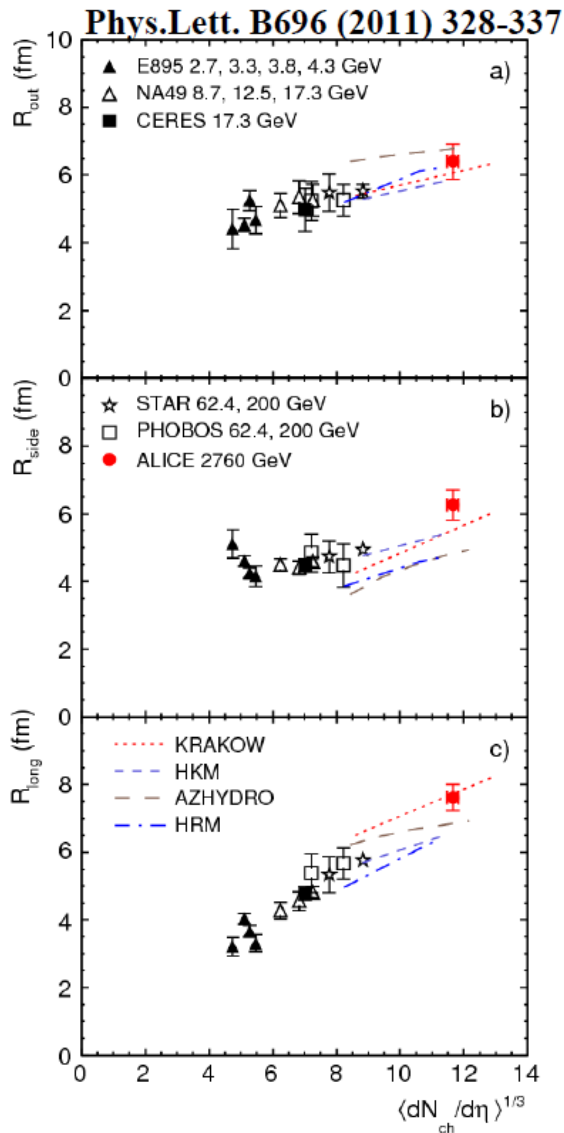 Phys.Lett. B696 (2011) 328-337
R_out (fm)
10
8
6
4
2
0
a)
E895 2.7, 3.3, 3.8, 4.3 GeV
NA49 8.7, 12.5, 17.3 GeV
CERES 17.3 GeV
R_side (fm)
8
6
4
2
0
b)
STAR 62.4, 200 GeV
PHOBOS 62.4, 200 GeV
ALICE 2760 GeV
R_long (fm)
8
6
4
2
0
c)
KRAKOW
HKM
AZHYDRO
HRM
0 2 4 6 8 10 12 14
⟨dN_ch/dη⟩^1/3